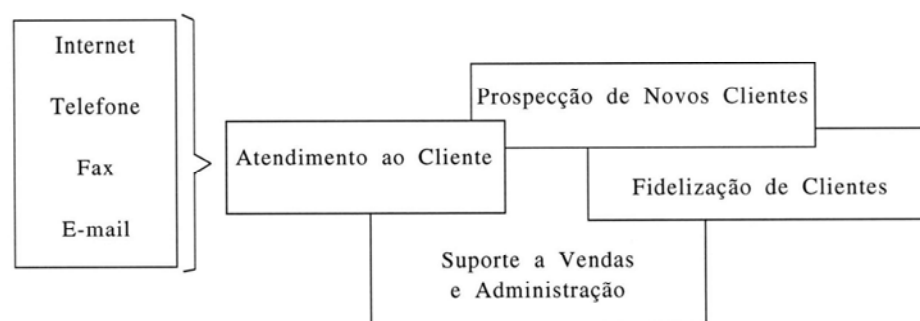 Internet
Telefone
Fax
E-mail
Prospecção de Novos Clientes
Atendimento ao Cliente
Fidelização de Clientes
Suporte a Vendas
e Administração